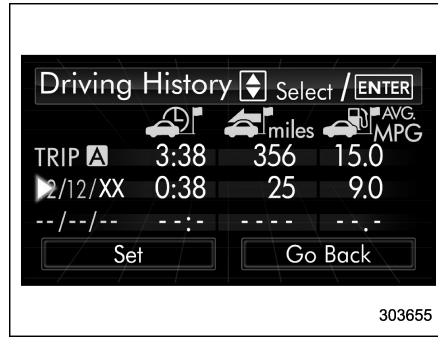 Driving History Select / ENTER
miles AVG. MPG
TRIP A 3:38 356 15.0
2/12/XX 0:38 25 9.0
--/--/-- --:- ---- --.-
Set Go Back
303655